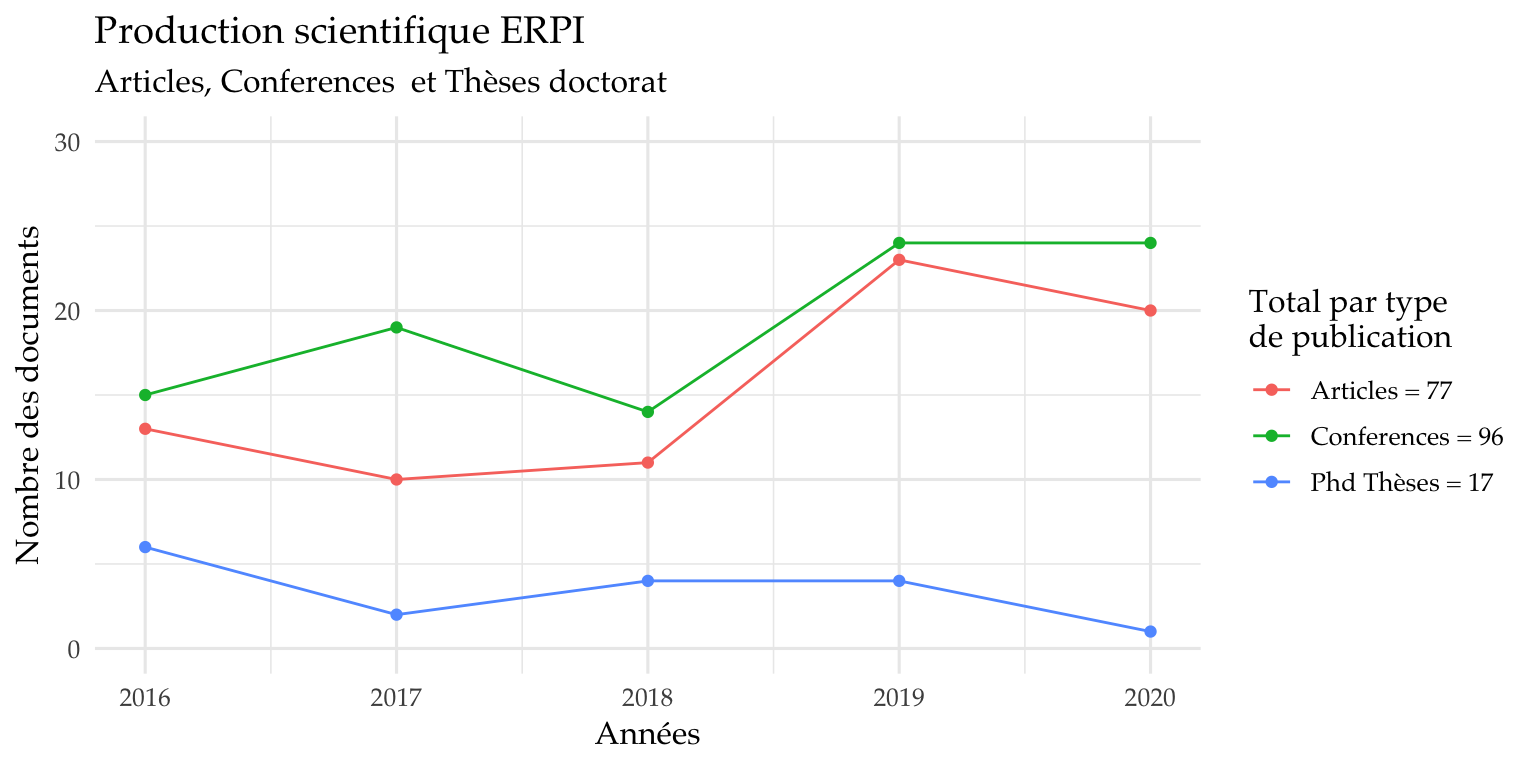 Production scientifique ERPI
Articles, Conferences  et Thèses doctorat
Nombre des documents
30
20
10
0
2016 2017 2018 2019 2020
Années
Total par type
de publication
Articles = 77
Conferences = 96
Phd Thèses = 17